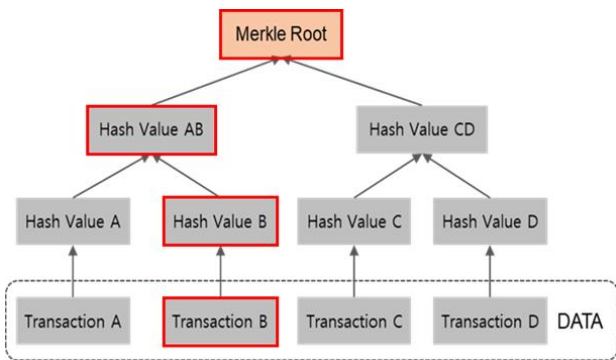 Merkle Root
Hash Value AB
Hash Value CD
Hash Value A
Hash Value B
Hash Value C
Hash Value D
Transaction A
Transaction B
Transaction C
Transaction D
DATA